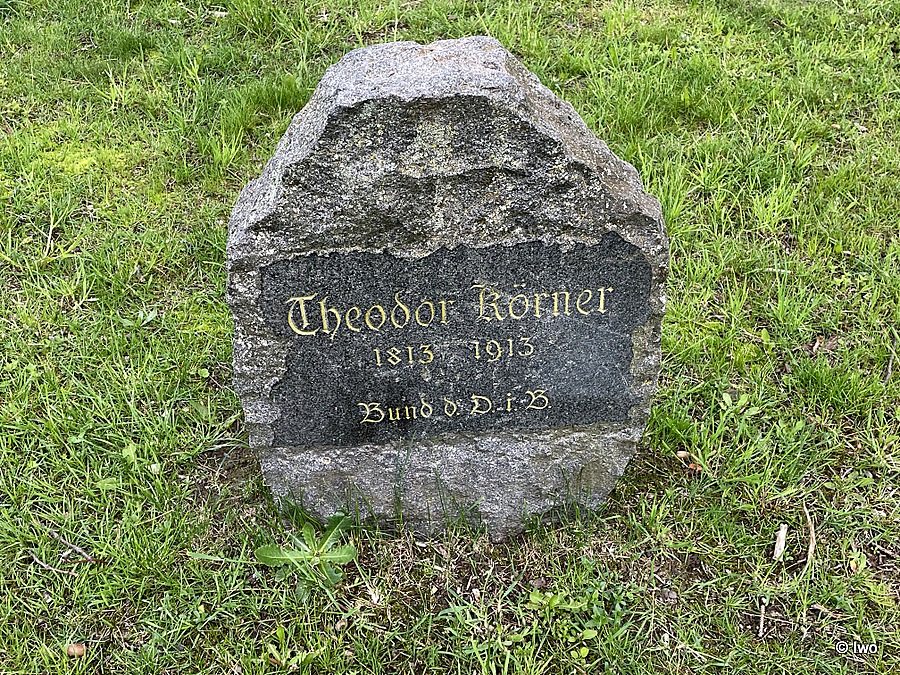 Theodor Körner
1813 1913
Bund d. D. i. B.
© Iwo